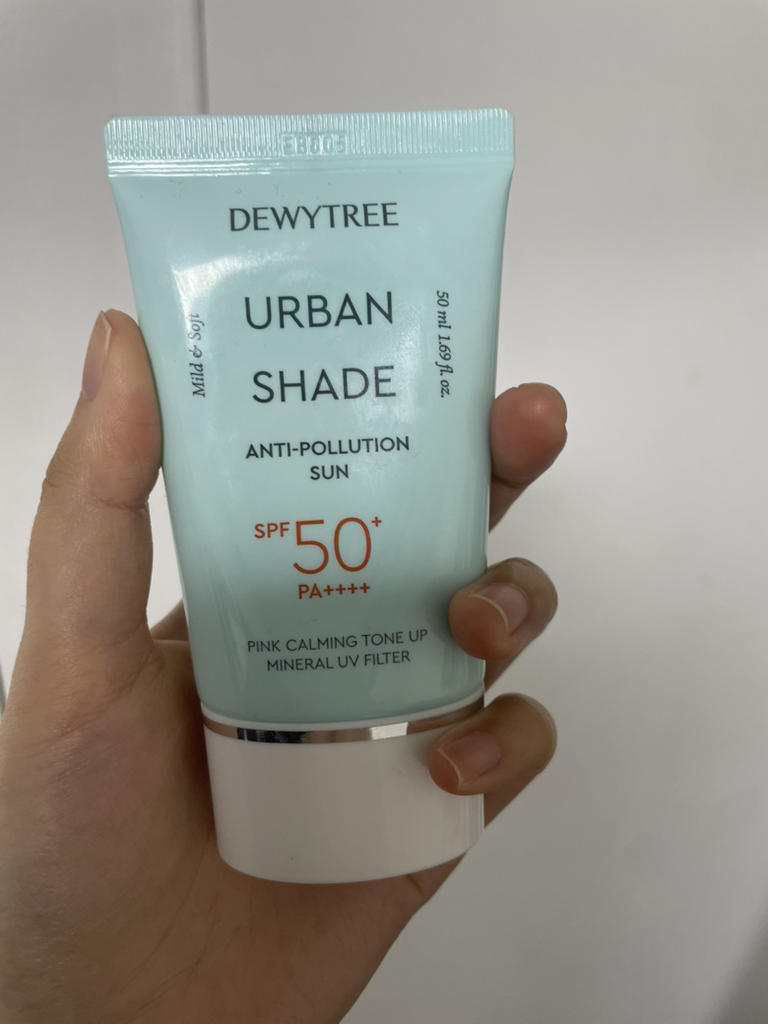 EB005
DEWYTREE
URBAN
SHADE
Mild & Soft
50 ml 1.69 fl. oz.
ANTI-POLLUTION
SUN
SPF 50+
PA++++
PINK CALMING TONE UP
MINERAL UV FILTER